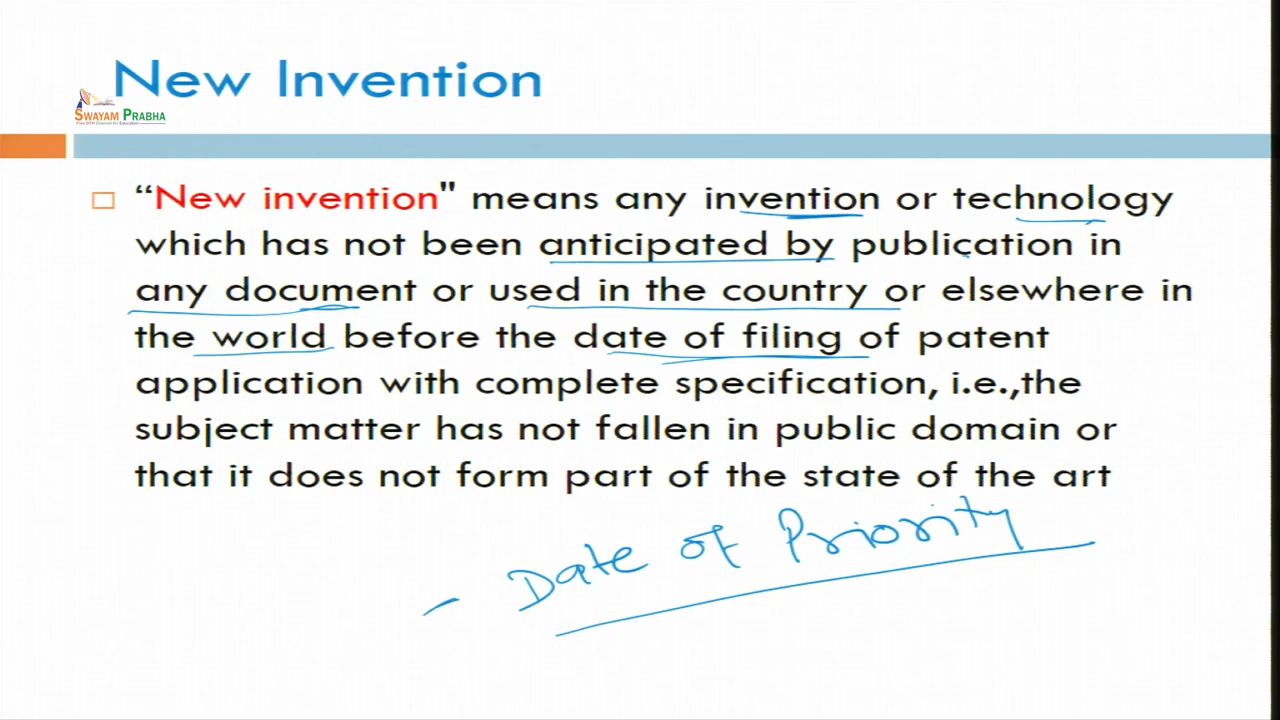 New Invention
SWAYAM PRABHA
“New invention" means any invention or technology
which has not been anticipated by publication in
any document or used in the country or elsewhere in
the world before the date of filing of patent
application with complete specification, i.e.,the
subject matter has not fallen in public domain or
that it does not form part of the state of the art
- Date of Priority